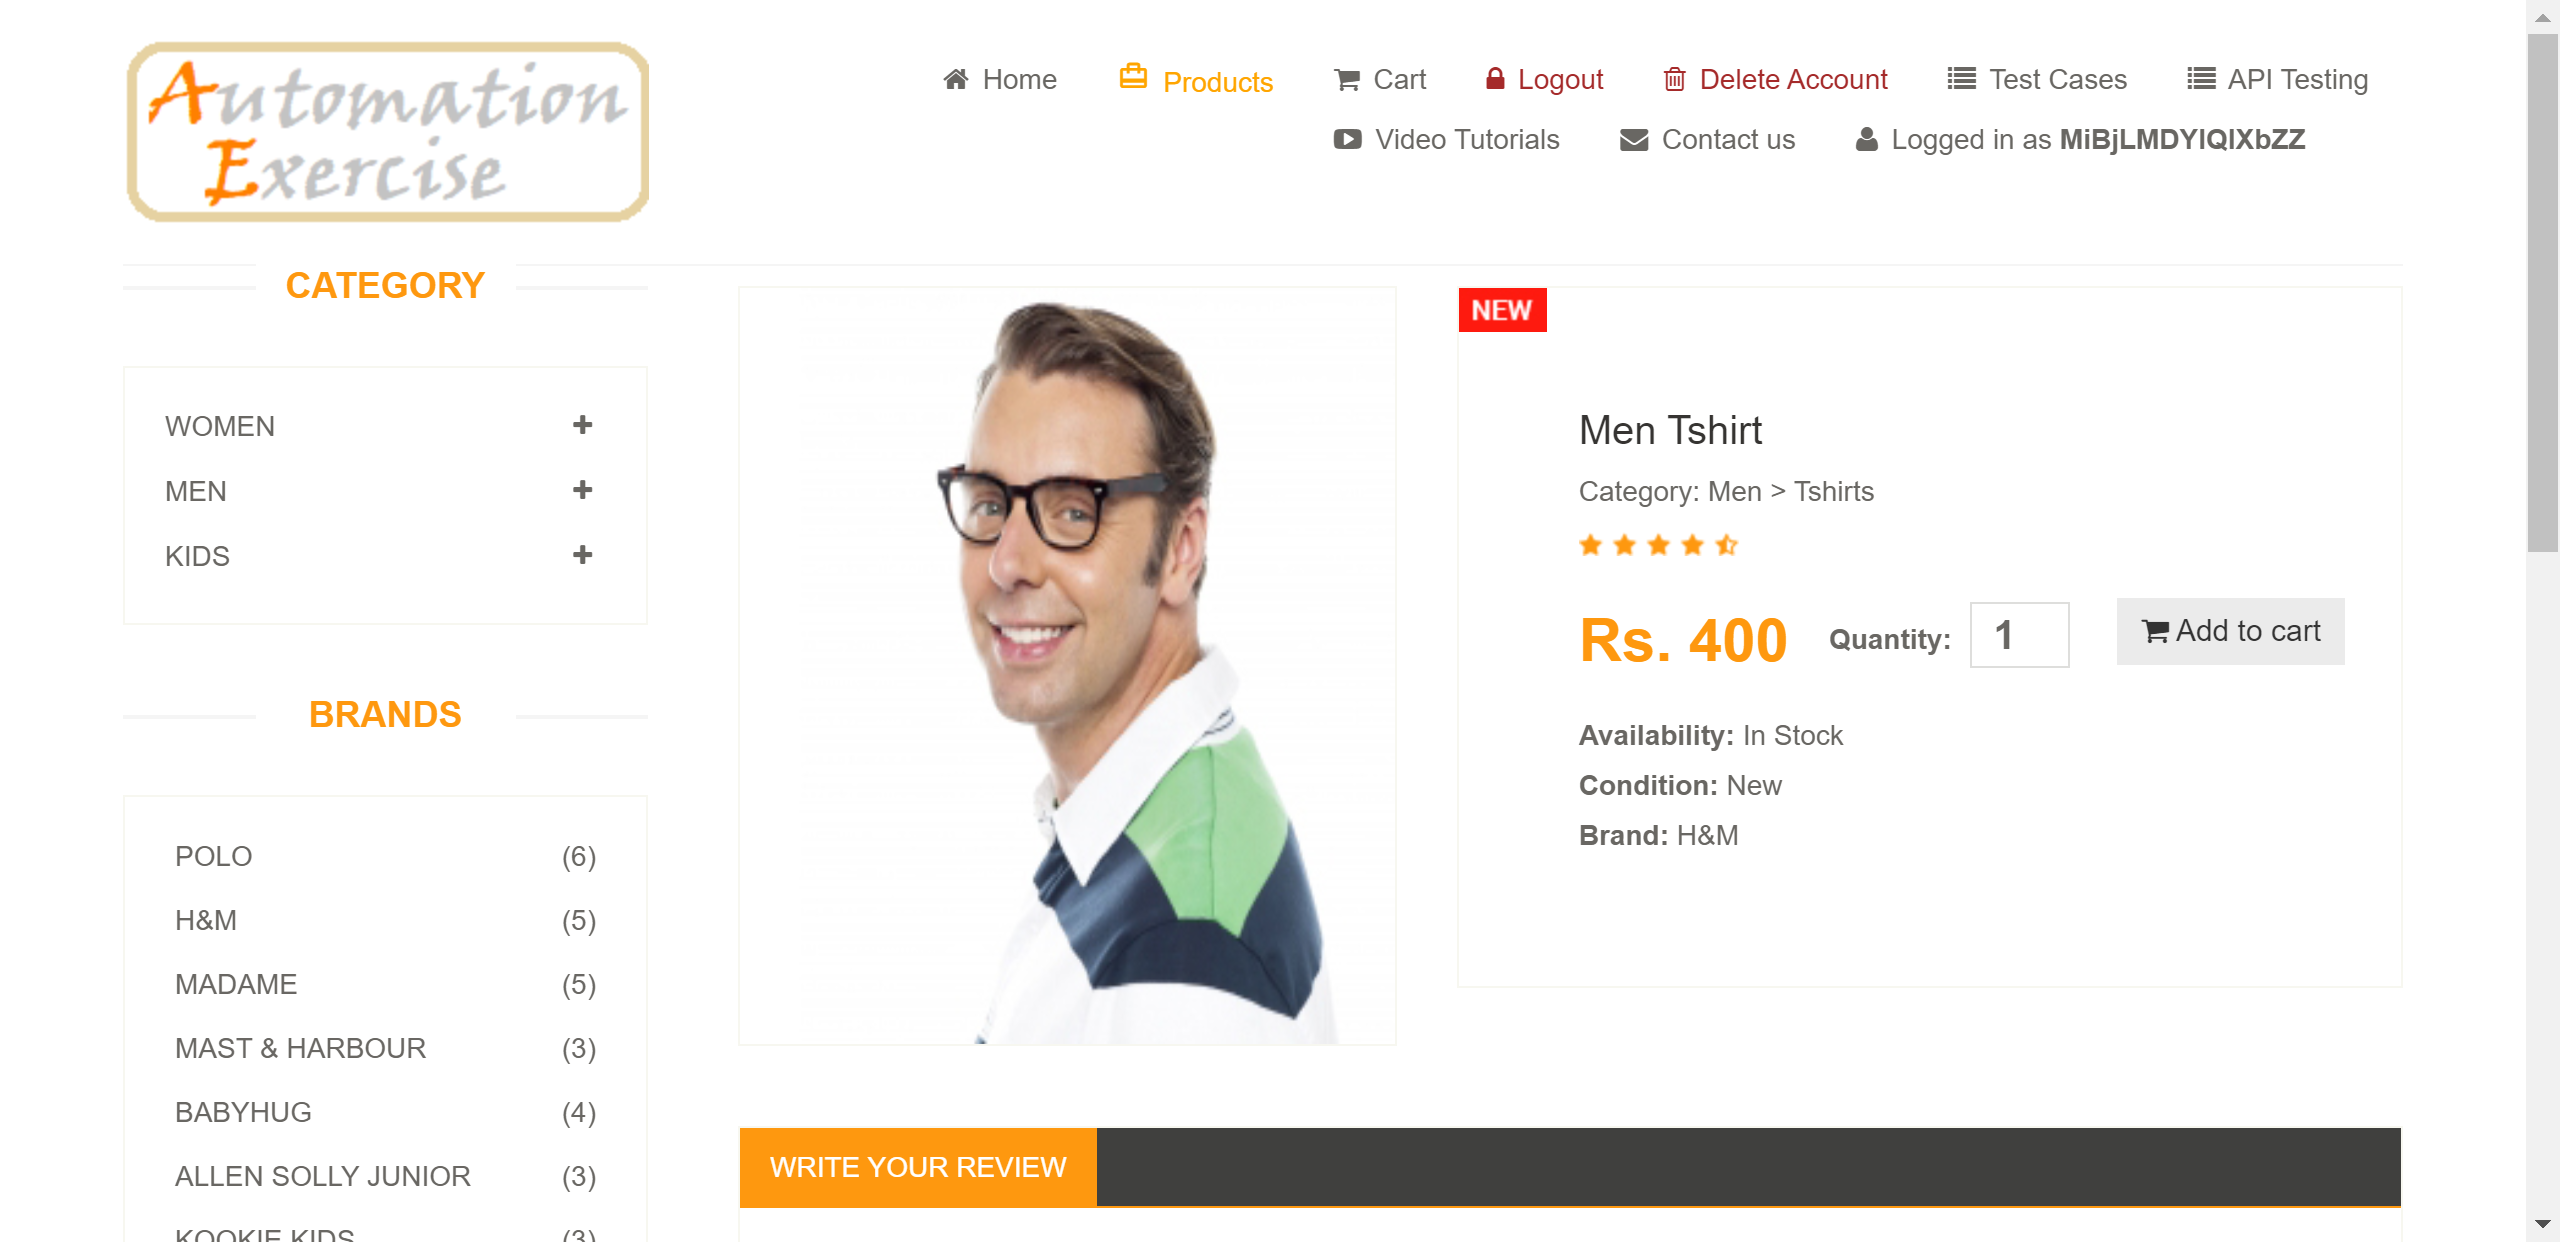 Automation
Exercise
Home
Products
Cart
Logout
Delete Account
Test Cases
API Testing
Video Tutorials
Contact us
Logged in as MiBjLMDYIQIXbZZ
CATEGORY
WOMEN
MEN
KIDS
BRANDS
POLO (6)
H&M (5)
MADAME (5)
MAST & HARBOUR (3)
BABYHUG (4)
ALLEN SOLLY JUNIOR (3)
KOOKIE KIDS (3)
NEW
Men Tshirt
Category: Men > Tshirts
Rs. 400 Quantity: 1 Add to cart
Availability: In Stock
Condition: New
Brand: H&M
WRITE YOUR REVIEW